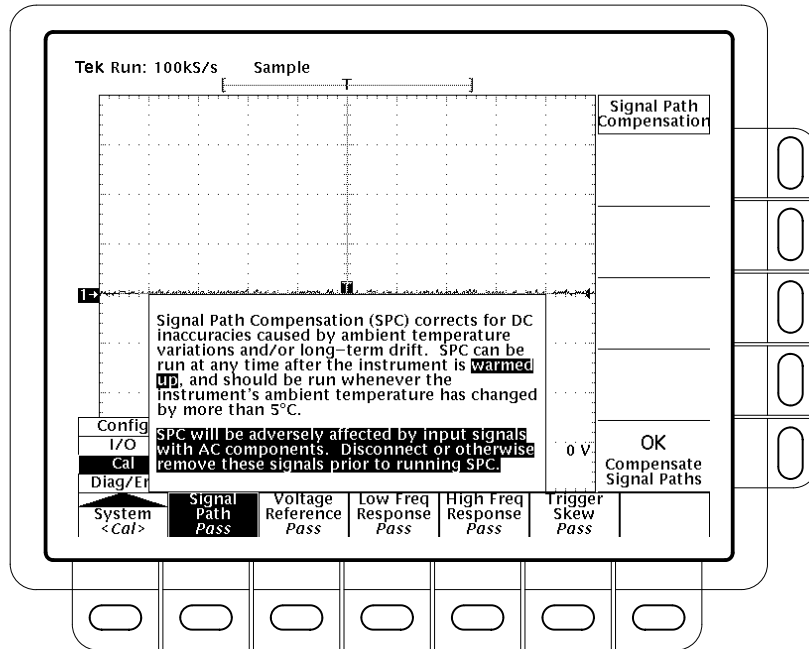 Tek Run: 100kS/s Sample
T
Signal Path
Compensation
T
1→
Signal Path Compensation (SPC) corrects for DC
inaccuracies caused by ambient temperature
variations and/or long–term drift. SPC can be
run at any time after the instrument is warmed
up, and should be run whenever the
instrument's ambient temperature has changed
by more than 5°C.
SPC will be adversely affected by input signals
with AC components. Disconnect or otherwise
remove these signals prior to running SPC.
0 V
OK
Compensate
Signal Paths
Config
I/O
Cal
Diag/Er
System
<Cal>
Signal
Path
Pass
Voltage
Reference
Pass
Low Freq
Response
Pass
High Freq
Response
Pass
Trigger
Skew
Pass